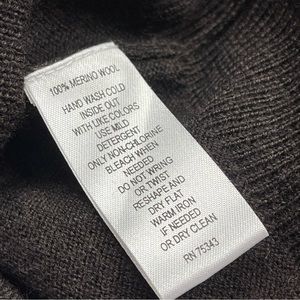 100% MERINO WOOL
HAND WASH COLD
INSIDE OUT
WITH LIKE COLORS
USE MILD
DETERGENT
ONLY NON-CHLORINE
BLEACH WHEN
NEEDED
DO NOT WRING
OR TWIST
RESHAPE AND
DRY FLAT
WARM IRON
IF NEEDED
OR DRY CLEAN
RN 75343